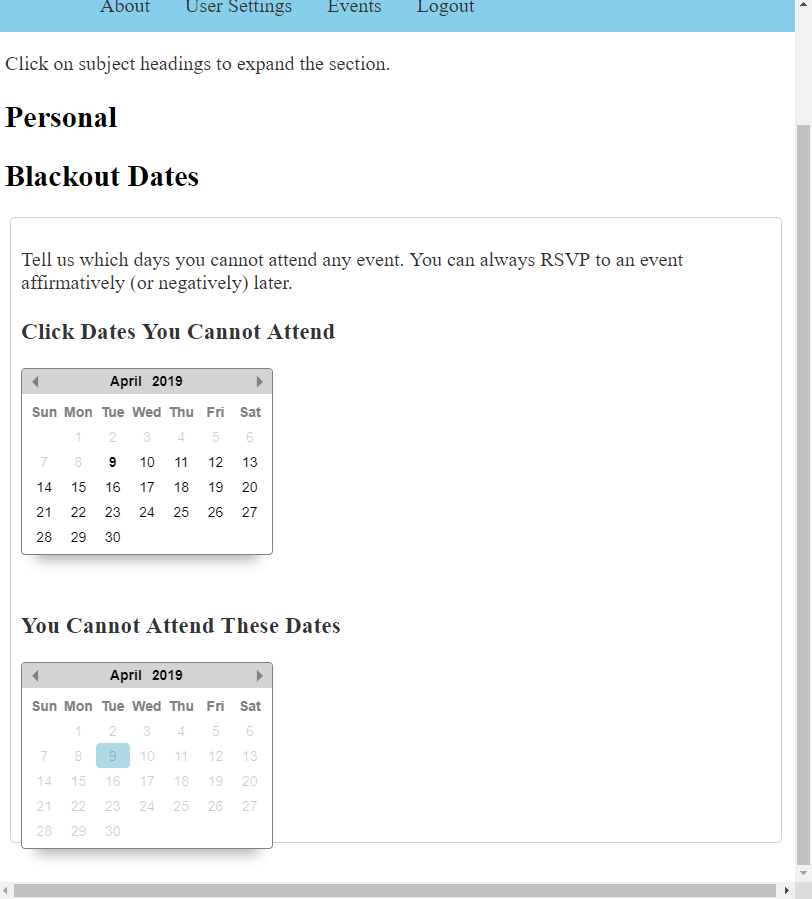 About User Settings Events Logout
Click on subject headings to expand the section.
Personal
Blackout Dates
Tell us which days you cannot attend any event. You can always RSVP to an event
affirmatively (or negatively) later.
Click Dates You Cannot Attend
April 2019
Sun Mon Tue Wed Thu Fri Sat
1 2 3 4 5 6
7 8 9 10 11 12 13
14 15 16 17 18 19 20
21 22 23 24 25 26 27
28 29 30
You Cannot Attend These Dates
April 2019
Sun Mon Tue Wed Thu Fri Sat
1 2 3 4 5 6
7 8 9 10 11 12 13
14 15 16 17 18 19 20
21 22 23 24 25 26 27
28 29 30